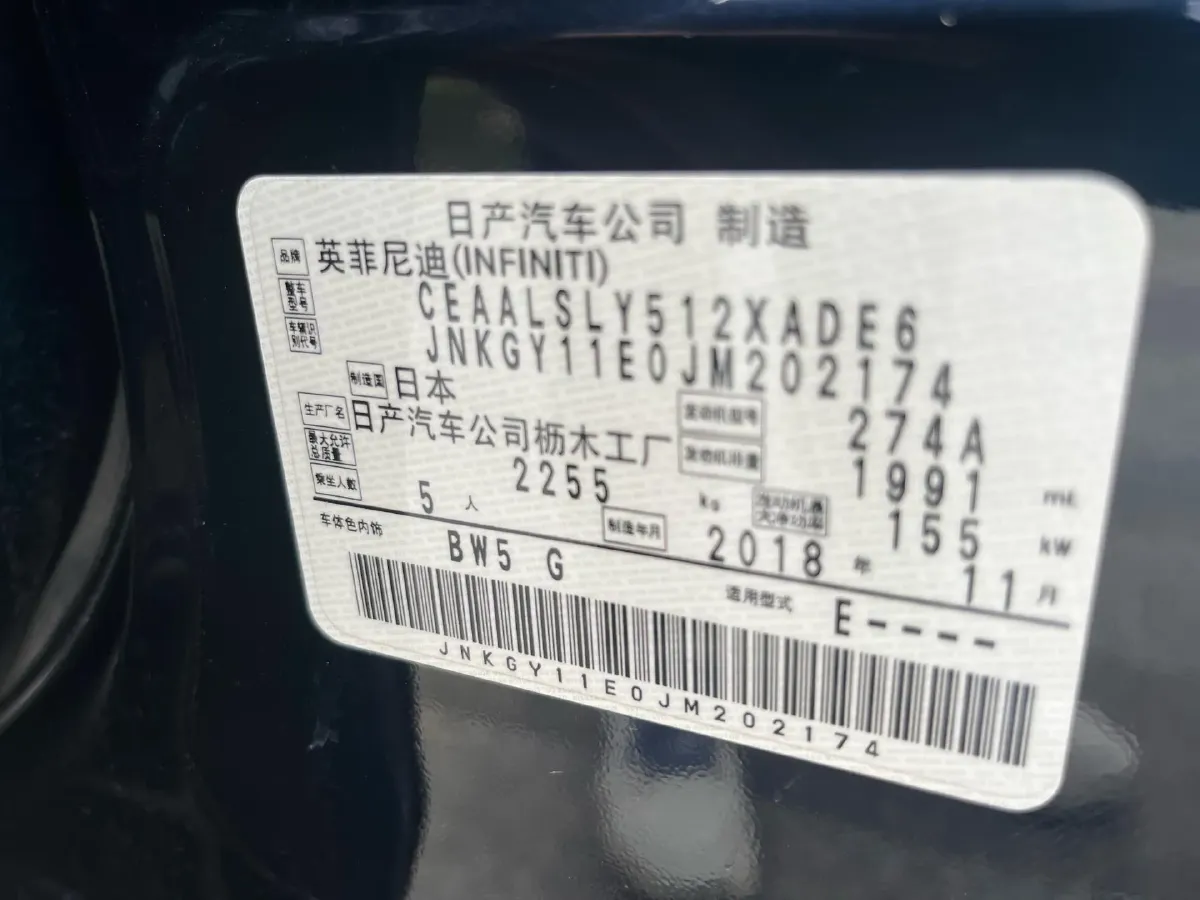 日产汽车公司 制造
品牌 英菲尼迪(INFINITI)
整车型号 CEAALSLY512XADE6
车辆识别代号 JNKGY11E0JM202174
制造国 日本
生产厂名 日产汽车公司枥木工厂
发动机型号 274A
最大允许总质量 2255 kg
发动机排量 1991 mL
乘坐人数 5 人
发动机最大净功率 155 kW
制造年月 2018 年 11 月
车体色内饰 BW5 G
适用型式 E----
JNKGY11E0JM202174